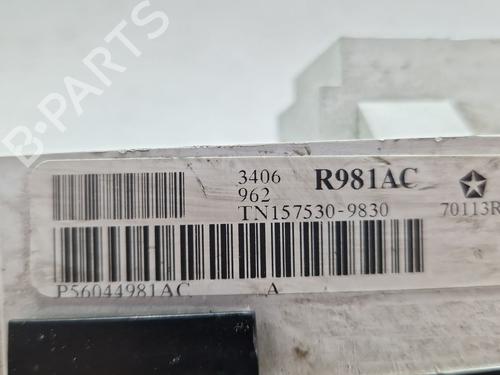 B-PARTS
3406 R981AC
962
TN157530-9830 70113R
P56044981AC A